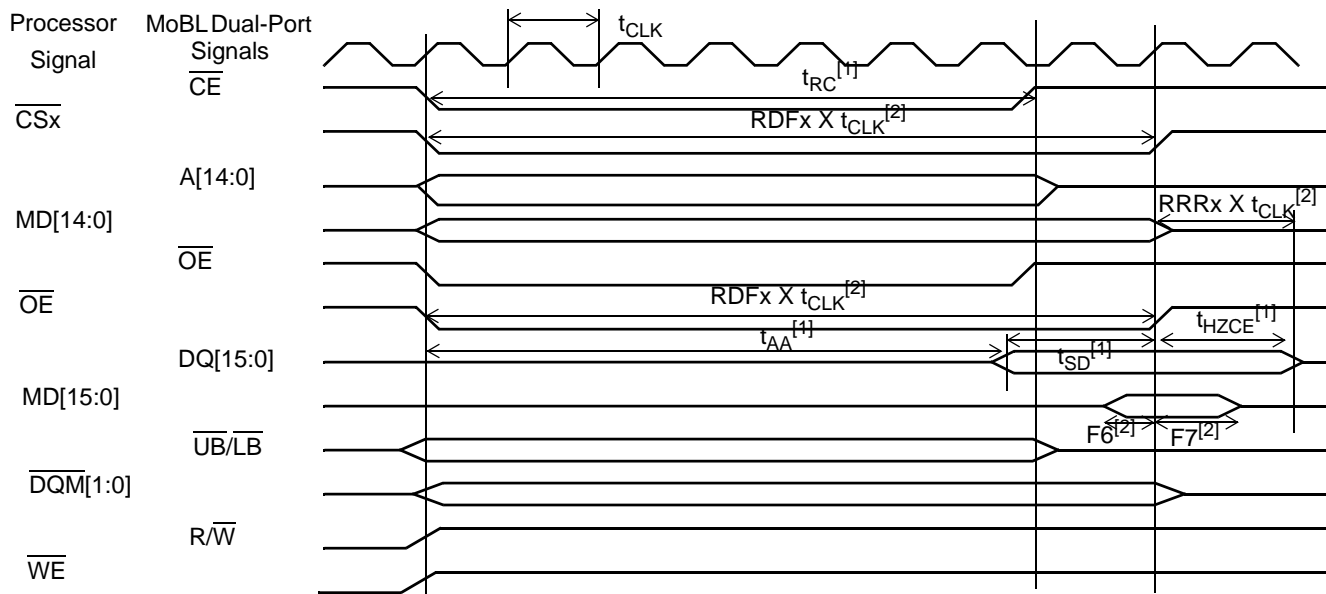 Processor Signal
MoBL Dual-Port Signals
tCLK
CE
tRC[1]
CSx
RDFx X tCLK[2]
A[14:0]
MD[14:0]
RRRx X tCLK[2]
OE
OE
RDFx X tCLK[2]
tHZCE[1]
tAA[1]
DQ[15:0]
tSD[1]
MD[15:0]
F6[2]
F7[2]
UB/LB
DQM[1:0]
R/W
WE